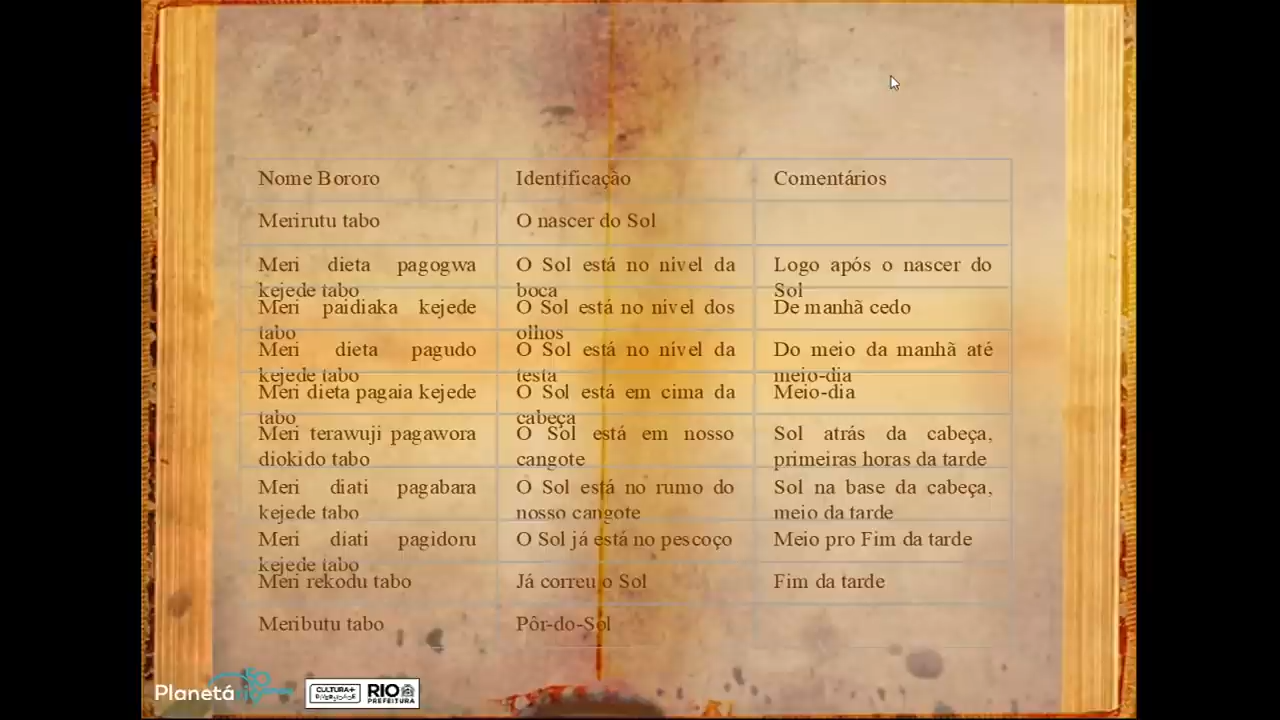 Nome Bororo Identificação Comentários
Merirutu tabo O nascer do Sol
Meri dieta pagogwa O Sol está no nível da Logo após o nascer do
kejede tabo boca Sol
Meri paidiaka kejede O Sol está no nível dos De manhã cedo
tabo olhos
Meri dieta pagudo O Sol está no nível da Do meio da manhã até
kejede tabo testa meio-dia
Meri dieta pagaia kejede O Sol está em cima da Meio-dia
tabo cabeça
Meri terawuji pagawora O Sol está em nosso Sol atrás da cabeça,
diokido tabo cangote primeiras horas da tarde
Meri diati pagabara O Sol está no rumo do Sol na base da cabeça,
kejede tabo nosso cangote meio da tarde
Meri diati pagidoru O Sol já está no pescoço Meio pro Fim da tarde
kejede tabo
Meri rekodu tabo Já correu o Sol Fim da tarde
Meributu tabo Pôr-do-Sol
Planetário CULTURA+ RIO
DIVERSIDADE PREFEITURA